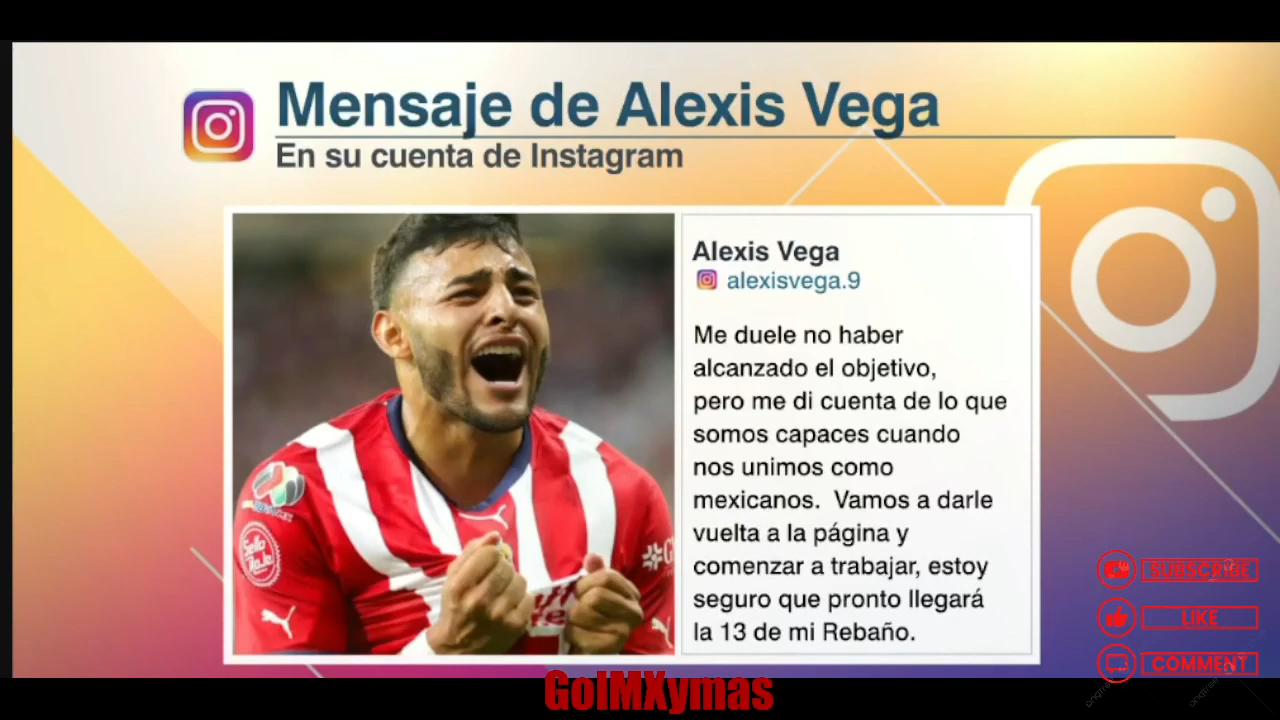 Mensaje de Alexis Vega
En su cuenta de Instagram
Alexis Vega
alexisvega.9
Me duele no haber
alcanzado el objetivo,
pero me di cuenta de lo que
somos capaces cuando
nos unimos como
mexicanos. Vamos a darle
vuelta a la página y
comenzar a trabajar, estoy
seguro que pronto llegará
la 13 de mi Rebaño.
SUBSCRIBE
LIKE
COMMENT
GolMXymas